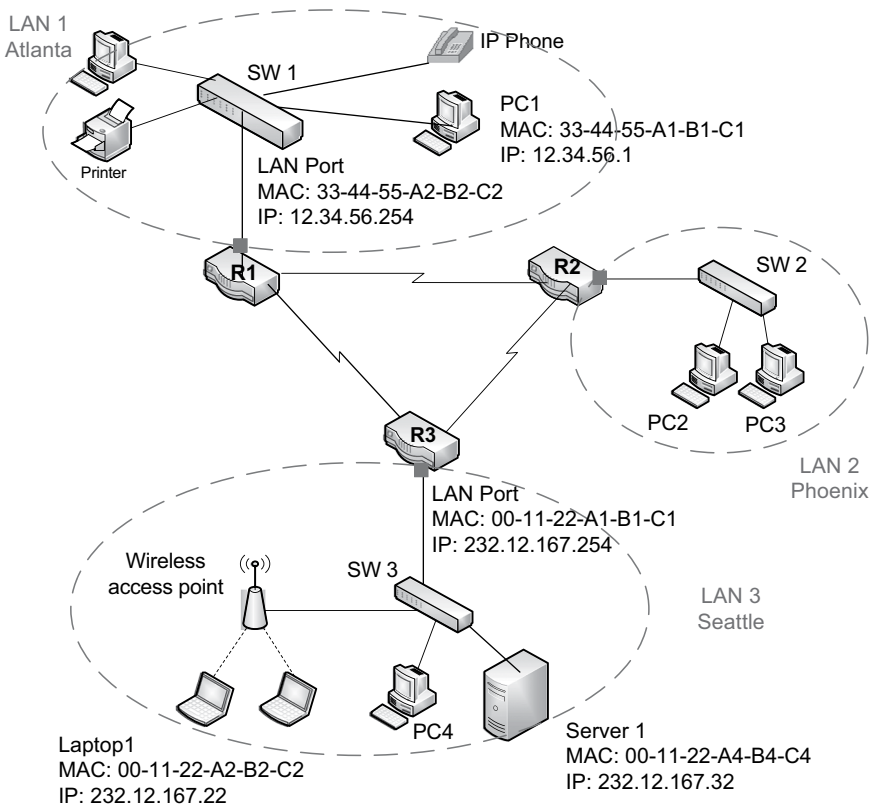 LAN 1
Atlanta
IP Phone
SW 1
PC1
MAC: 33-44-55-A1-B1-C1
IP: 12.34.56.1
Printer
LAN Port
MAC: 33-44-55-A2-B2-C2
IP: 12.34.56.254
R1
R2
SW 2
PC2
PC3
LAN 2
Phoenix
R3
LAN Port
MAC: 00-11-22-A1-B1-C1
IP: 232.12.167.254
Wireless
access point
SW 3
LAN 3
Seattle
PC4
Laptop1
MAC: 00-11-22-A2-B2-C2
IP: 232.12.167.22
Server 1
MAC: 00-11-22-A4-B4-C4
IP: 232.12.167.32